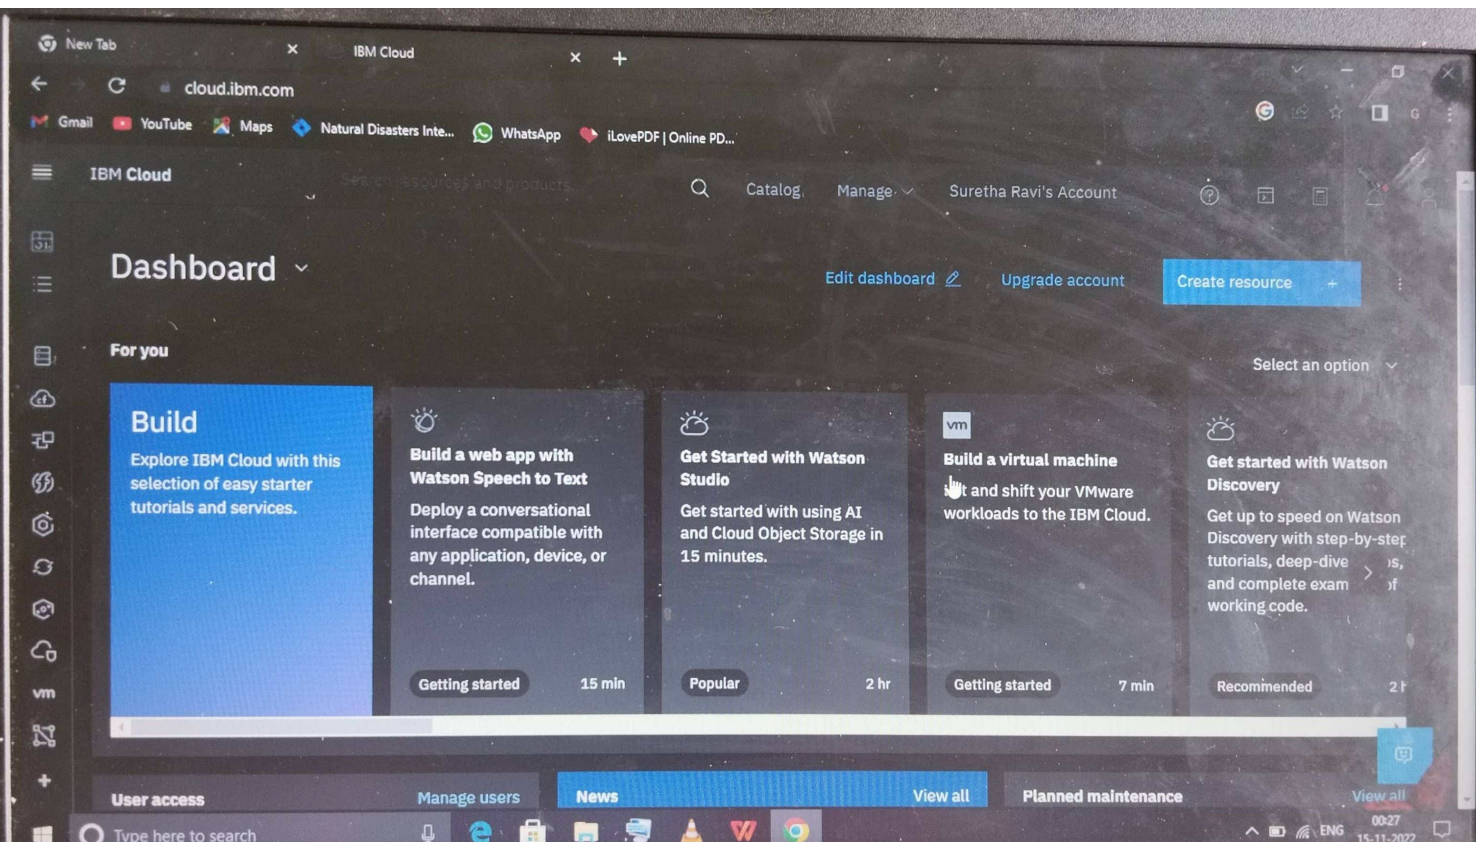 New Tab
IBM Cloud
cloud.ibm.com
Gmail
YouTube
Maps
Natural Disasters Inte...
WhatsApp
iLovePDF | Online PD...
G
IBM Cloud
Search resources and products...
Catalog
Manage
Suretha Ravi's Account
Dashboard
Edit dashboard
Upgrade account
Create resource +
For you
Select an option
Build
Explore IBM Cloud with this
selection of easy starter
tutorials and services.
Build a web app with
Watson Speech to Text
Deploy a conversational
interface compatible with
any application, device, or
channel.
Getting started
15 min
Get Started with Watson
Studio
Get started with using AI
and Cloud Object Storage in
15 minutes.
Popular
2 hr
vm
Build a virtual machine
and shift your VMware
workloads to the IBM Cloud.
Getting started
7 min
Get started with Watson
Discovery
Get up to speed on Watson
Discovery with step-by-step
tutorials, deep-dive
and complete exam
working code.
Recommended
2 h
vm
User access
Manage users
News
View all
Planned maintenance
View all
Type here to search
ENG
00:27
15-11-2022